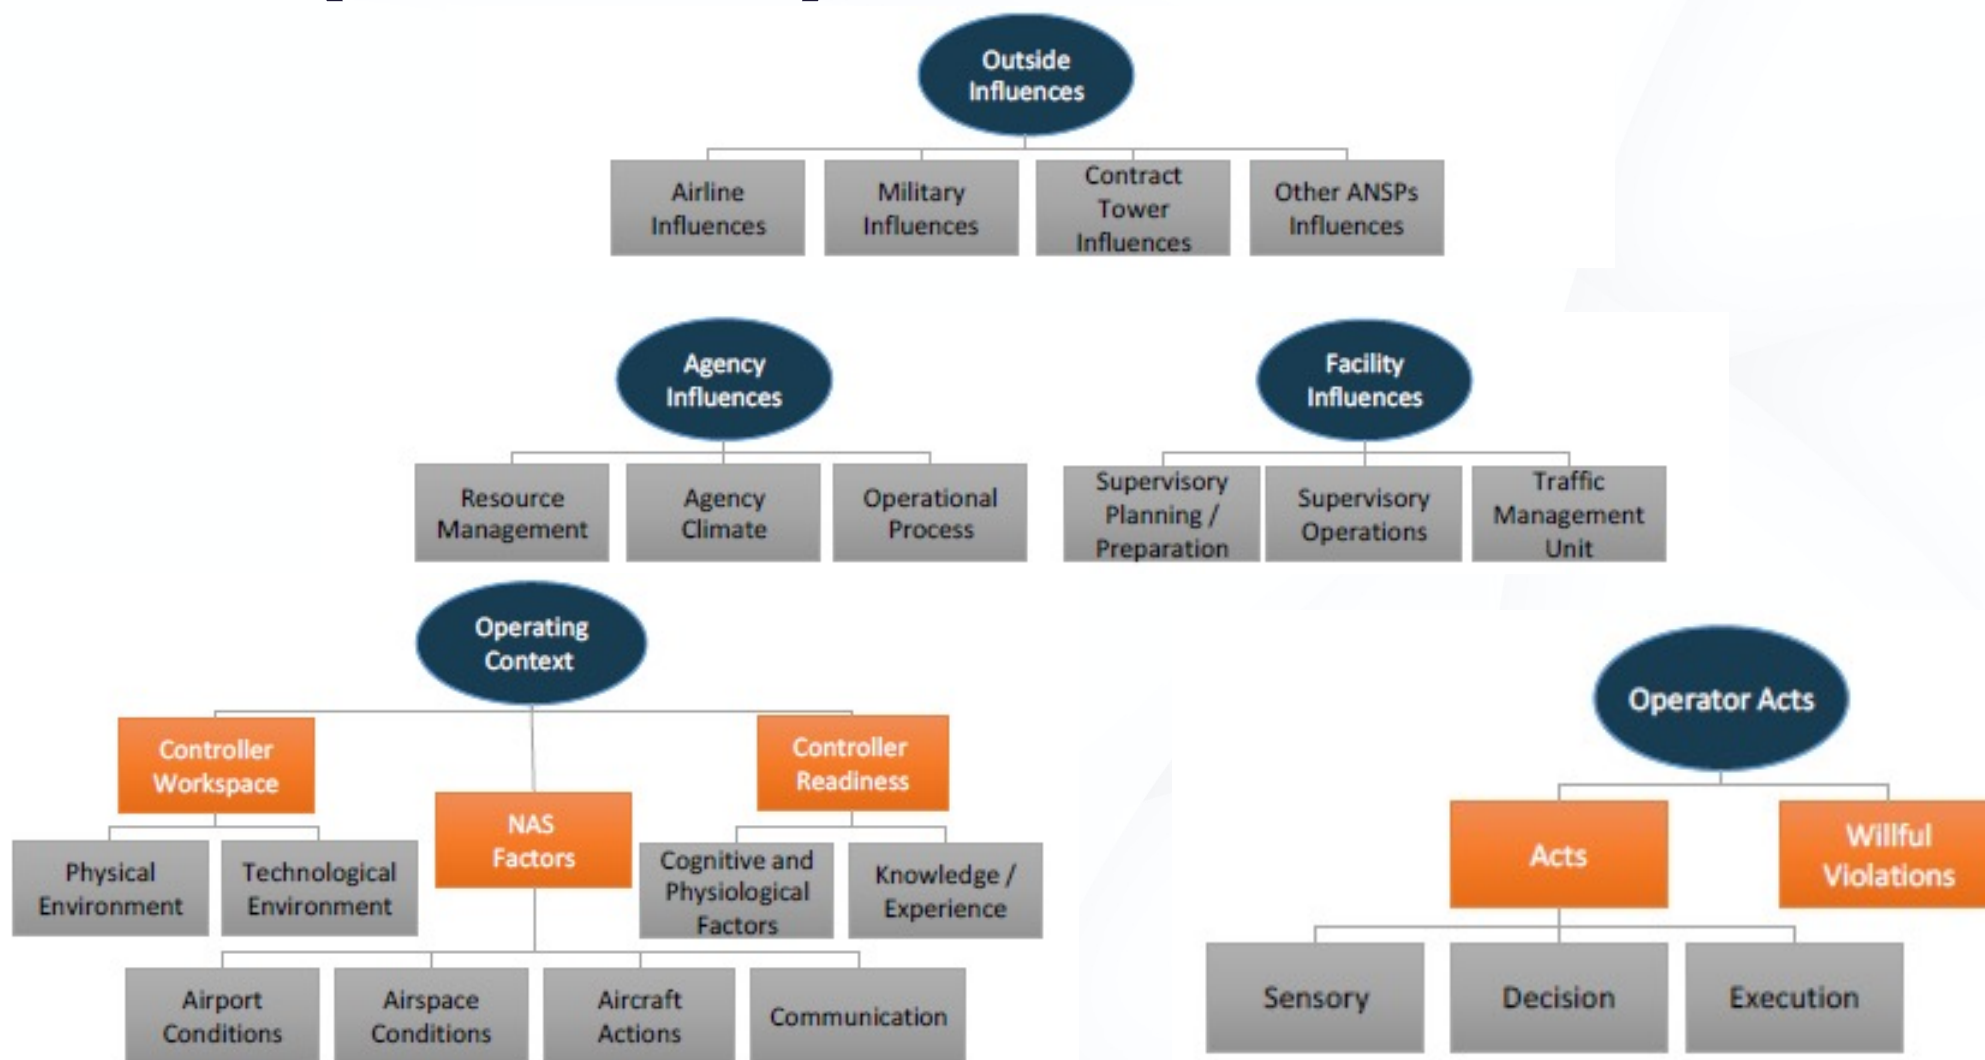 Outside
Influences
Airline
Influences
Military
Influences
Contract
Tower
Influences
Other ANSPs
Influences
Agency
Influences
Facility
Influences
Resource
Management
Agency
Climate
Operational
Process
Supervisory
Planning /
Preparation
Supervisory
Operations
Traffic
Management
Unit
Operating
Context
Operator Acts
Controller
Workspace
NAS
Factors
Controller
Readiness
Acts
Willful
Violations
Physical
Environment
Technological
Environment
Cognitive and
Physiological
Factors
Knowledge /
Experience
Airport
Conditions
Airspace
Conditions
Aircraft
Actions
Communication
Sensory
Decision
Execution